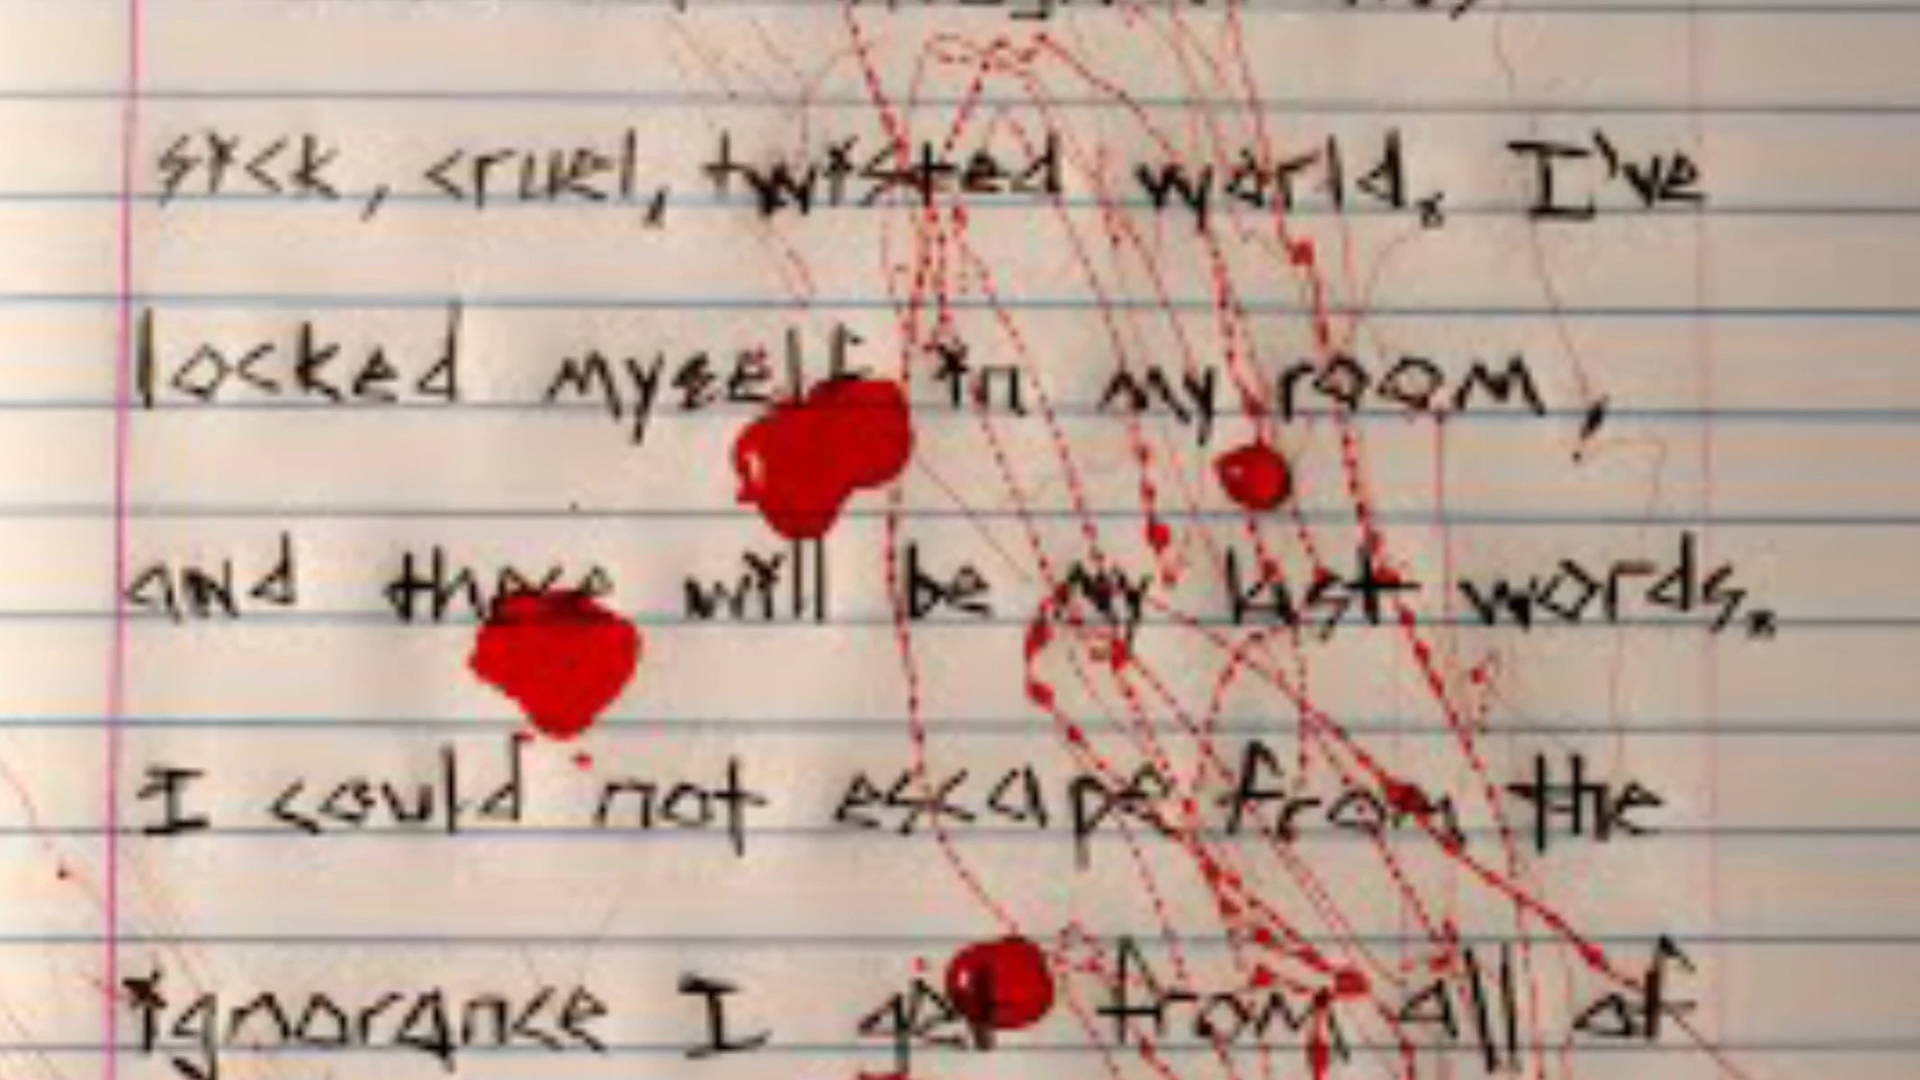 sick, cruel, twisted world. I've
locked myself in my room,
and these will be my last words.
I could not escape from the
ignorance I get from all of